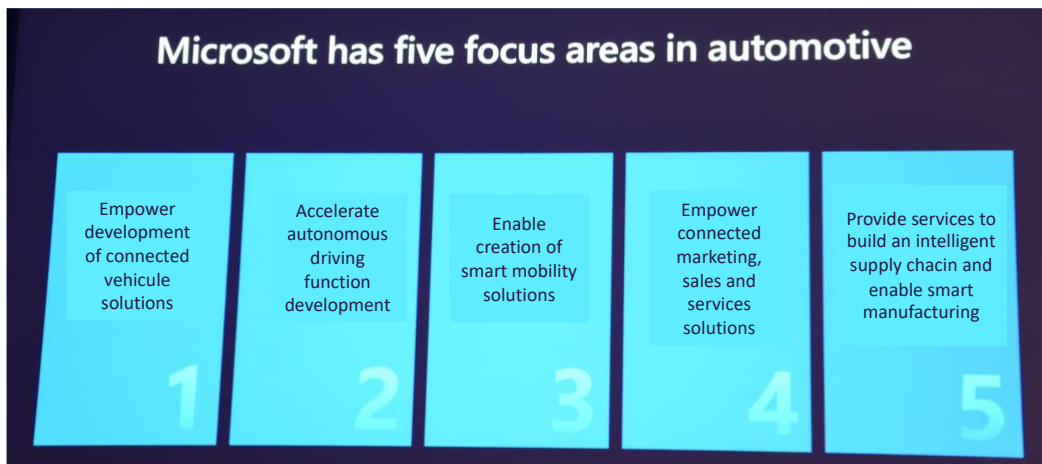 Microsoft has five focus areas in automotive
Empower
development
of connected
vehicule
solutions
1
Accelerate
autonomous
driving
function
development
2
Enable
creation of
smart mobility
solutions
3
Empower
connected
marketing,
sales and
services
solutions
4
Provide services to
build an intelligent
supply chacin and
enable smart
manufacturing
5